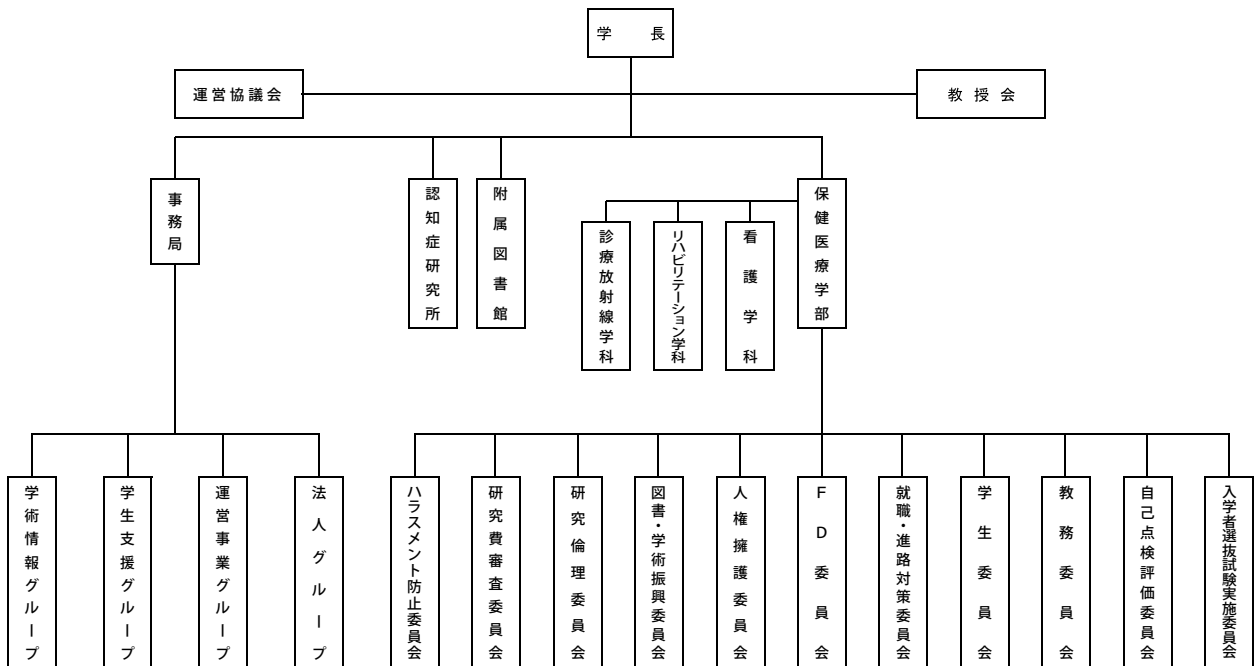 学　長
運営協議会
教授会
事務局
認知症研究所
附属図書館
保健医療学部
診療放射線学科
リハビリテーション学科
看護学科
学術情報グループ
学生支援グループ
運営事業グループ
法人グループ
ハラスメント防止委員会
研究費審査委員会
研究倫理委員会
図書・学術振興委員会
人権擁護委員会
FD委員会
就職・進路対策委員会
学生委員会
教務委員会
自己点検評価委員会
入学者選抜試験実施委員会